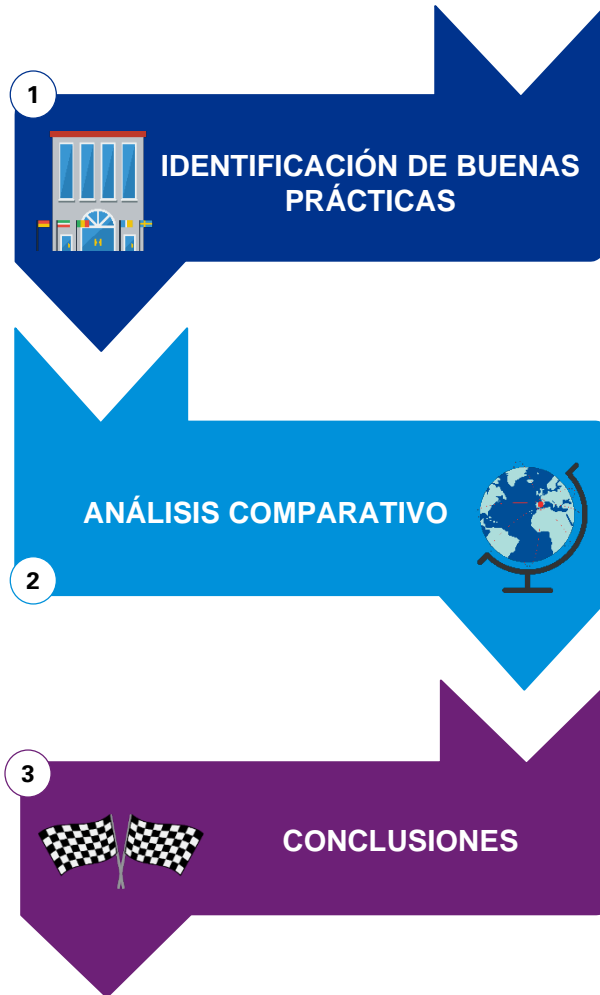 1
IDENTIFICACIÓN DE BUENAS
PRÁCTICAS
ANÁLISIS COMPARATIVO
2
3
CONCLUSIONES